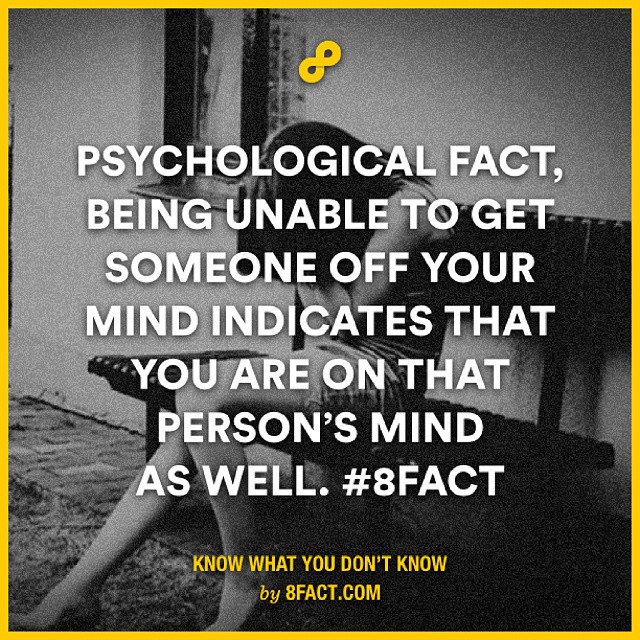 PSYCHOLOGICAL FACT,
BEING UNABLE TO GET
SOMEONE OFF YOUR
MIND INDICATES THAT
YOU ARE ON THAT
PERSON’S MIND
AS WELL. #8FACT
KNOW WHAT YOU DON’T KNOW
by 8FACT.COM